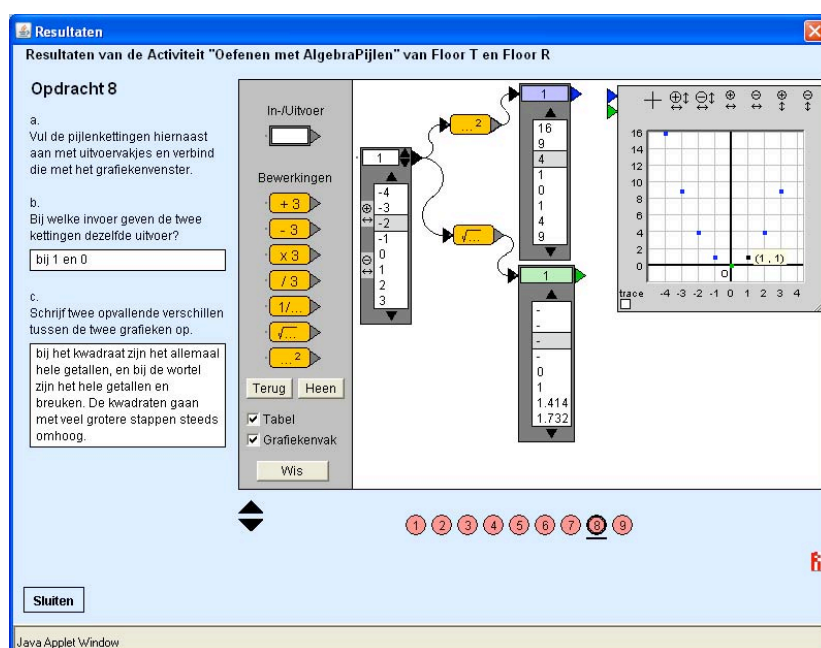 Resultaten
Resultaten van de Activiteit "Oefenen met AlgebraPijlen" van Floor T en Floor R
Opdracht 8
a.
Vul de pijlenkettingen hiernaast
aan met uitvoervakjes en verbind
die met het grafiekenvenster.
b.
Bij welke invoer geven de twee
kettingen dezelfde uitvoer?
bij 1 en 0
c.
Schrijf twee opvallende verschillen
tussen de twee grafieken op.
bij het kwadraat zijn het allemaal
hele getallen, en bij de wortel
zijn het hele getallen en
breuken. De kwadraten gaan
met veel grotere stappen steeds
omhoog.
In-/Uitvoer
Bewerkingen
+ 3
- 3
x 3
/ 3
1/...
√...
...²
Terug Heen
Tabel
Grafiekenvak
Wis
1
-4
-3
-2
-1
0
1
2
3
...²
√...
1
16
9
4
1
0
1
4
9
1
-
-
-
-
0
1
1.414
1.732
16
14
12
10
8
6
4
2
0
O
(1 , 1)
trace -4 -3 -2 -1 0 1 2 3 4
1 2 3 4 5 6 7 8 9
Sluiten
Java Applet Window